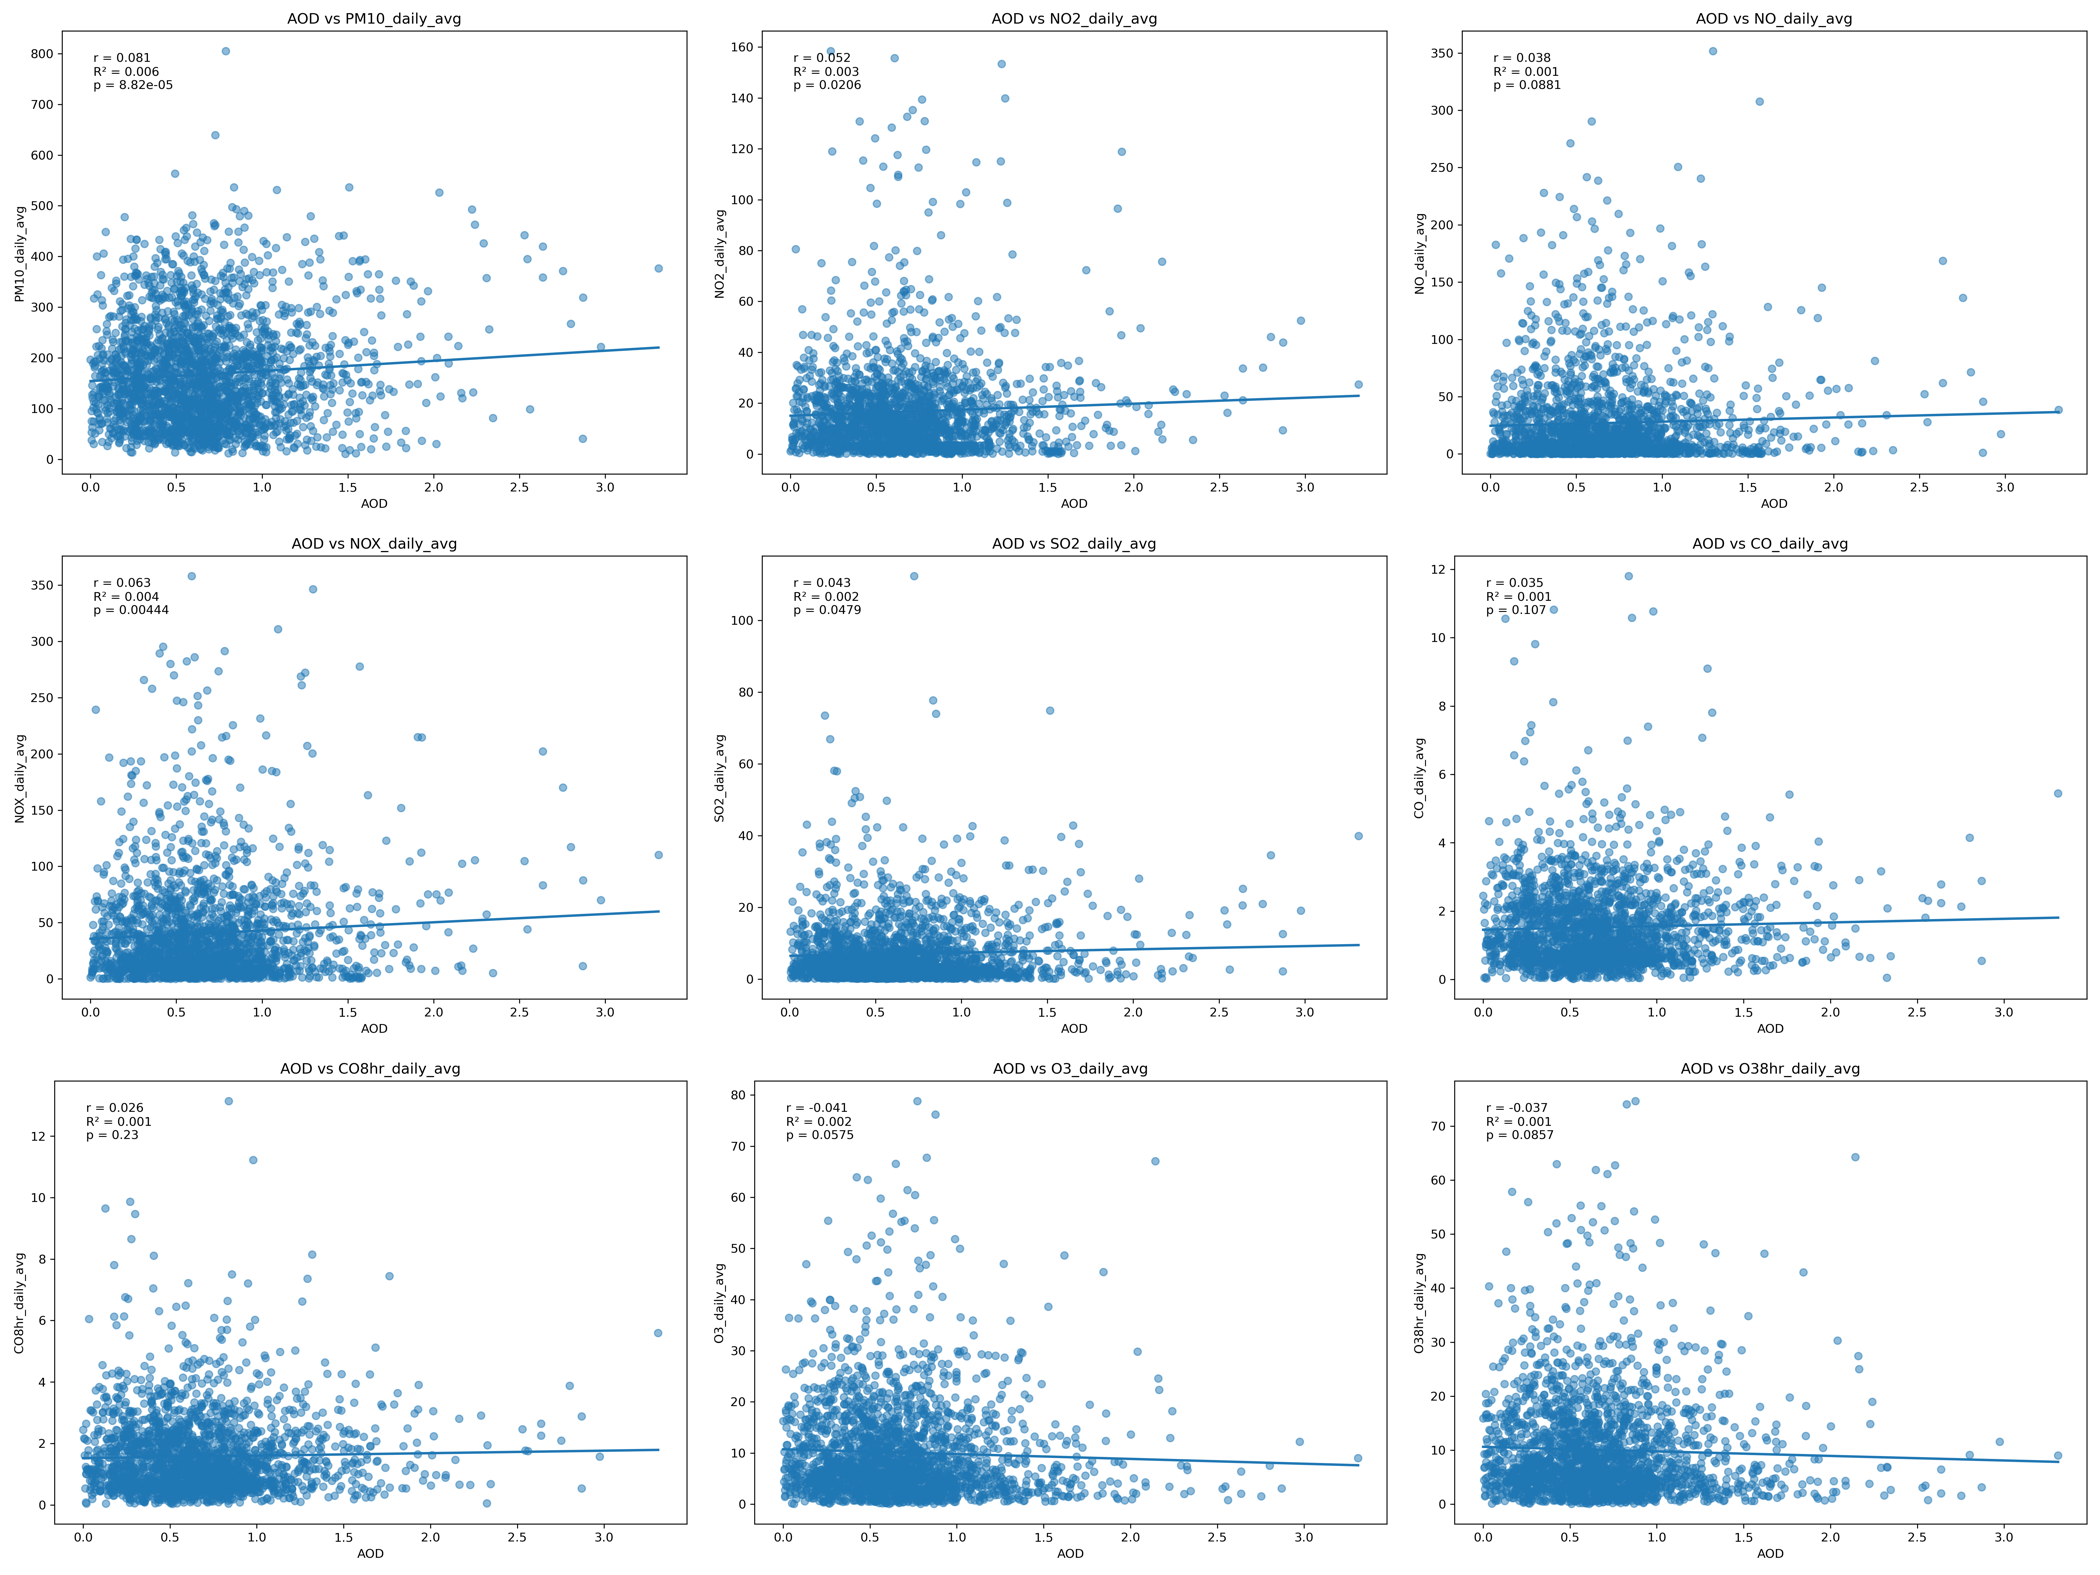 AOD vs PM10_daily_avg
r = 0.081
R² = 0.006
p = 8.82e-05
800
700
600
500
400
300
200
100
0
PM10_daily_avg
0.0 0.5 1.0 1.5 2.0 2.5 3.0
AOD
AOD vs NO2_daily_avg
r = 0.052
R² = 0.003
p = 0.0206
160
140
120
100
80
60
40
20
0
NO2_daily_avg
0.0 0.5 1.0 1.5 2.0 2.5 3.0
AOD
AOD vs NO_daily_avg
r = 0.038
R² = 0.001
p = 0.0881
350
300
250
200
150
100
50
0
NO_daily_avg
0.0 0.5 1.0 1.5 2.0 2.5 3.0
AOD
AOD vs NOX_daily_avg
r = 0.063
R² = 0.004
p = 0.00444
350
300
250
200
150
100
50
0
NOX_daily_avg
0.0 0.5 1.0 1.5 2.0 2.5 3.0
AOD
AOD vs SO2_daily_avg
r = 0.043
R² = 0.002
p = 0.0479
100
80
60
40
20
0
SO2_daily_avg
0.0 0.5 1.0 1.5 2.0 2.5 3.0
AOD
AOD vs CO_daily_avg
r = 0.035
R² = 0.001
p = 0.107
12
10
8
6
4
2
0
CO_daily_avg
0.0 0.5 1.0 1.5 2.0 2.5 3.0
AOD
AOD vs CO8hr_daily_avg
r = 0.026
R² = 0.001
p = 0.23
12
10
8
6
4
2
0
CO8hr_daily_avg
0.0 0.5 1.0 1.5 2.0 2.5 3.0
AOD
AOD vs O3_daily_avg
r = -0.041
R² = 0.002
p = 0.0575
80
70
60
50
40
30
20
10
0
O3_daily_avg
0.0 0.5 1.0 1.5 2.0 2.5 3.0
AOD
AOD vs O38hr_daily_avg
r = -0.037
R² = 0.001
p = 0.0857
70
60
50
40
30
20
10
0
O38hr_daily_avg
0.0 0.5 1.0 1.5 2.0 2.5 3.0
AOD